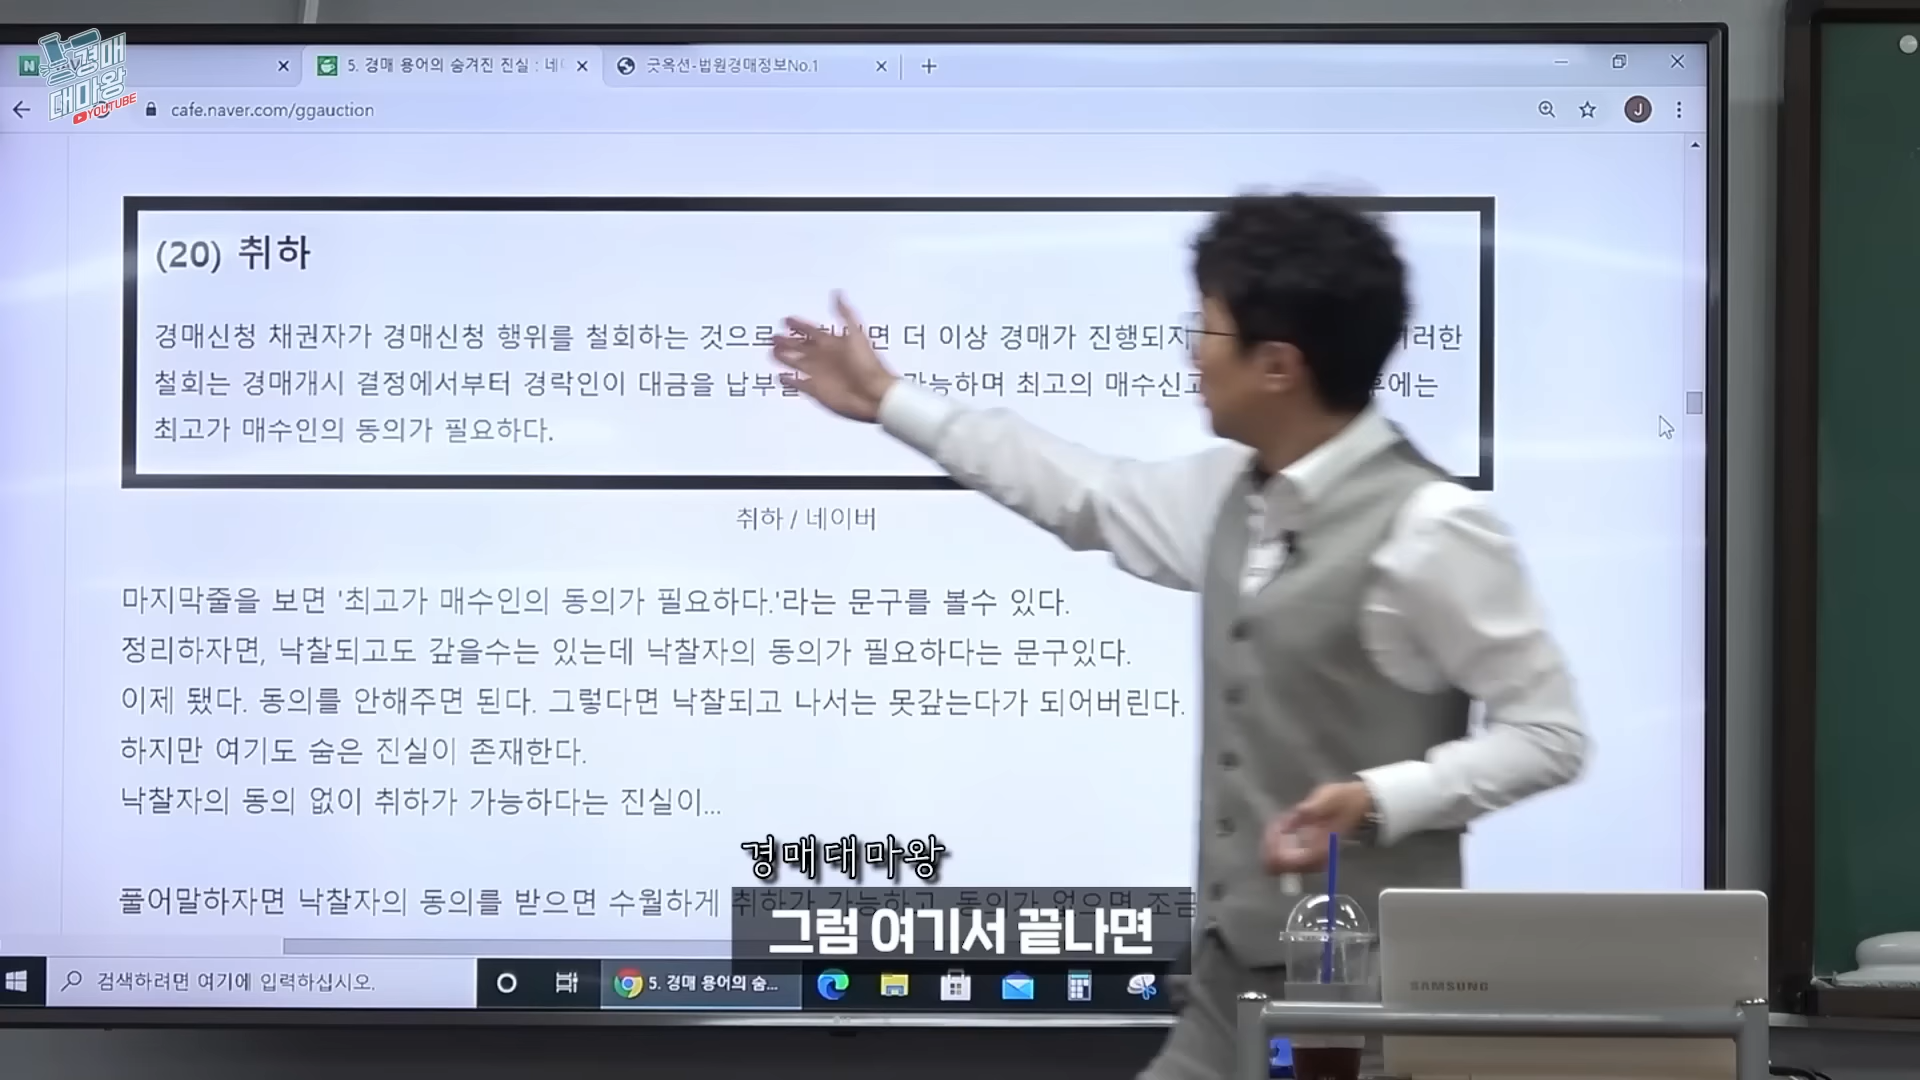 경매
대마왕
YOUTUBE
5. 경매 용어의 숨겨진 진실 : 네
굿옥션-법원경매정보No.1
cafe.naver.com/ggauction
J
(20) 취하
경매신청 채권자가 경매신청 행위를 철회하는 것으로 더 이상 경매가 진행되지
철회는 경매개시 결정에서부터 경락인이 대금을 납부할 가능하며 최고의 매수신고
최고가 매수인의 동의가 필요하다.
취하 / 네이버
마지막줄을 보면 '최고가 매수인의 동의가 필요하다.'라는 문구를 볼수 있다.
정리하자면, 낙찰되고도 갚을수는 있는데 낙찰자의 동의가 필요하다는 문구있다.
이제 됐다. 동의를 안해주면 된다. 그렇다면 낙찰되고 나서는 못갚는다가 되어버린다.
하지만 여기도 숨은 진실이 존재한다.
낙찰자의 동의 없이 취하가 가능하다는 진실이...
경매대마왕
풀어말하자면 낙찰자의 동의를 받으면 수월하게 취하가 가능하고, 동의가 없으면 조금
그럼 여기서 끝나면
검색하려면 여기에 입력하십시오.
5. 경매 용어의 숨...
SAMSUNG